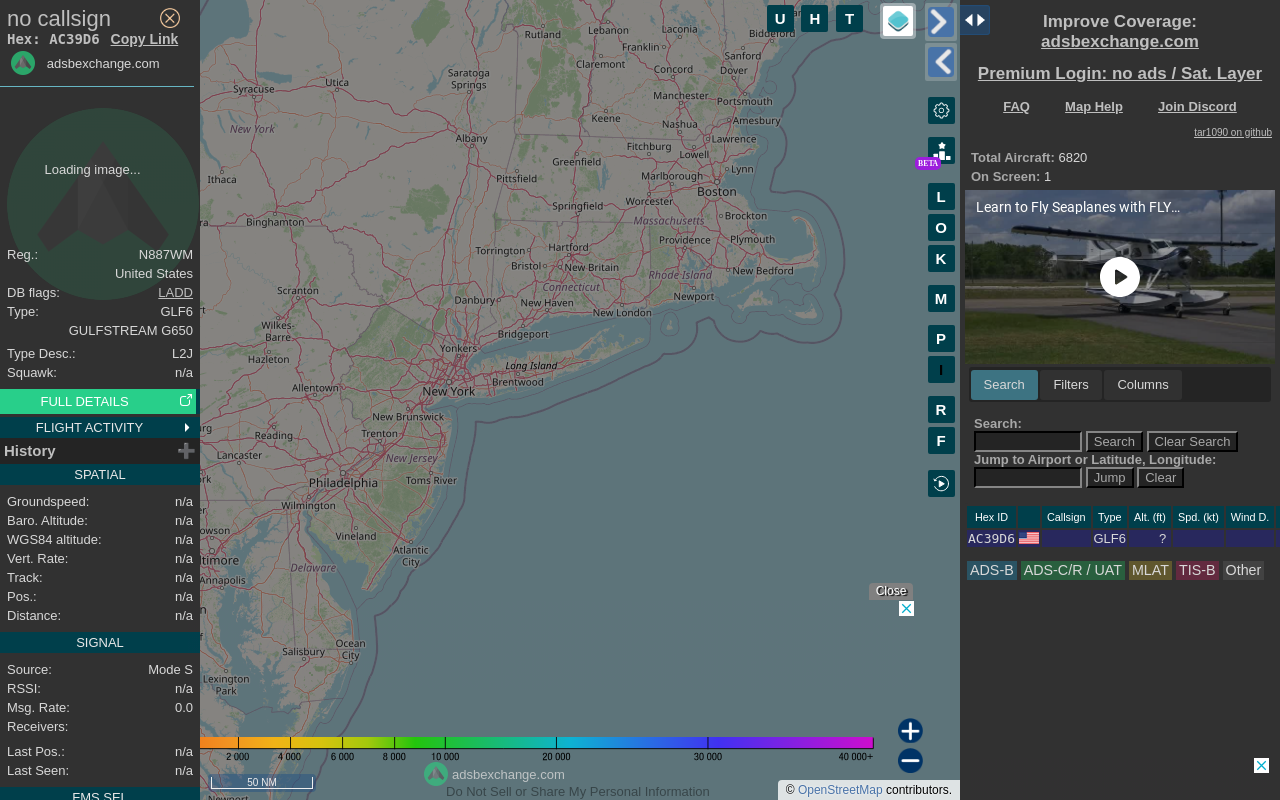 no callsign
Hex: AC39D6 Copy Link
adsbexchange.com
Loading image...
Reg.: N887WM
United States
DB flags: LADD
Type: GLF6
GULFSTREAM G650
Type Desc.: L2J
Squawk: n/a
FULL DETAILS
FLIGHT ACTIVITY
History
SPATIAL
Groundspeed: n/a
Baro. Altitude: n/a
WGS84 altitude: n/a
Vert. Rate: n/a
Track: n/a
Pos.: n/a
Distance: n/a
SIGNAL
Source: Mode S
RSSI: n/a
Msg. Rate: 0.0
Receivers:
Last Pos.: n/a
Last Seen: n/a
FMS SEL
U H T
Rutland
Lebanon
Laconia
Biddeford
Franklin
Sanford
Claremont
Concord
Dover
Saratoga Springs
Utica
Syracuse
Manchester
Portsmouth
Keene
Nashua
Amesbury
New York
Albany
Fitchburg
Lawrence
Lowell
Greenfield
Lynn
Marlborough
Pittsfield
Ithaca
Boston
Worcester
Springfield
Massachusetts
Brockton
Binghamton
Torrington
Hartford
Providence
Plymouth
Bristol
New Britain
Rhode Island
New Bedford
Connecticut
Scranton
Danbury
New Haven
Newport
New London
Wilkes-Barre
Bridgeport
Yonkers
Hazleton
Long Island
Brentwood
Allentown
New York
New Brunswick
Reading
Trenton
Lancaster
New Jersey
Philadelphia
Toms River
Wilmington
Vineland
Atlantic City
Annapolis
Delaware
Ocean City
Salisbury
Lexington Park
L
O
K
M
P
I
R
F
BETA
Close
2 000 4 000 6 000 8 000 10 000 20 000 30 000 40 000+
50 NM
adsbexchange.com
Do Not Sell or Share My Personal Information
© OpenStreetMap contributors.
Improve Coverage:
adsbexchange.com
Premium Login: no ads / Sat. Layer
FAQ Map Help Join Discord
tar1090 on github
Total Aircraft: 6820
On Screen: 1
Learn to Fly Seaplanes with FLY...
Search Filters Columns
Search:
Search Clear Search
Jump to Airport or Latitude, Longitude:
Jump Clear
Hex ID Callsign Type Alt. (ft) Spd. (kt) Wind D.
AC39D6 GLF6 ?
ADS-B ADS-C/R / UAT MLAT TIS-B Other